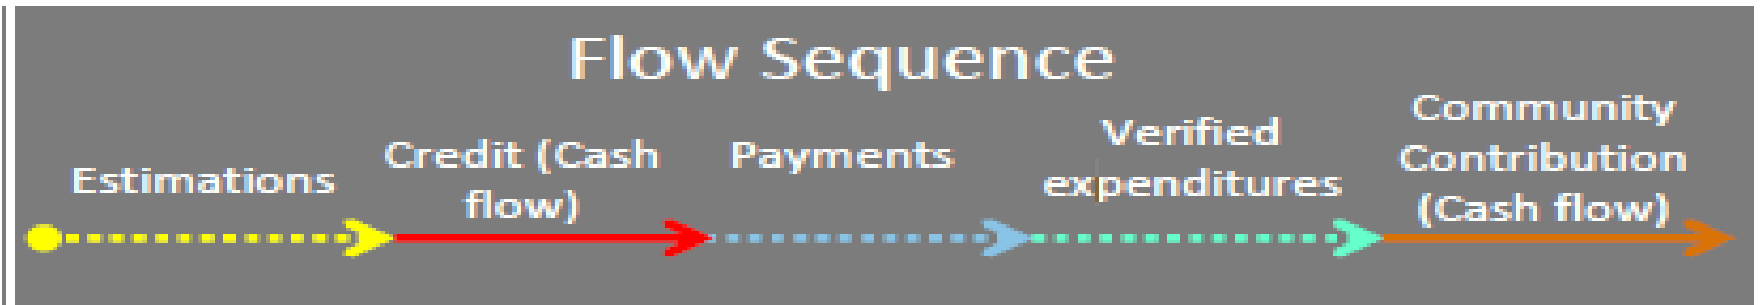 Flow Sequence
Estimations
Credit (Cash
flow)
Payments
Verified
expenditures
Community
Contribution
(Cash flow)